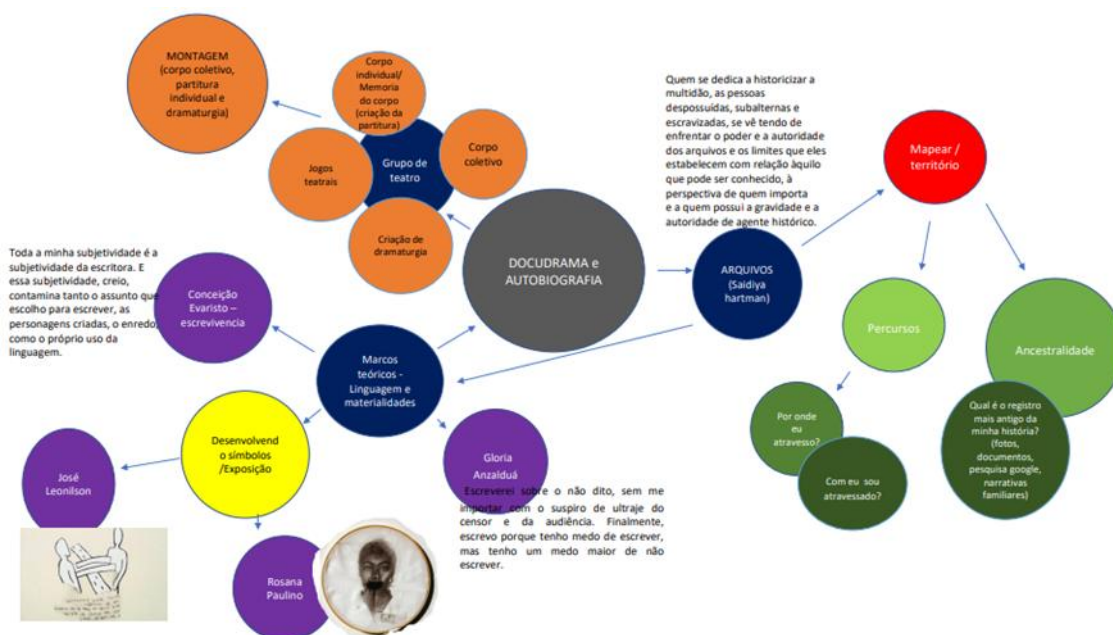 MONTAGEM
(corpo coletivo,
partitura
individual e
dramaturgia)
Corpo
individual/
Memoria
do corpo
(criação da
partitura)
Jogos
teatrais
Grupo de
teatro
Corpo
coletivo
Criação de
dramaturgia
DOCUDRAMA e
AUTOBIOGRAFIA
Quem se dedica a historicizar a
multidão, as pessoas
despossuídas, subalternas e
escravizadas, se vê tendo de
enfrentar o poder e a autoridade
dos arquivos e os limites que eles
estabelecem com relação àquilo
que pode ser conhecido, à
perspectiva de quem importa
e a quem possui a gravidade e a
autoridade de agente histórico.
ARQUIVOS
(Saidiya
hartman)
Mapear /
território
Percursos
Ancestralidade
Por onde
eu
atravesso?
Com eu sou
atravessado?
Qual é o registro
mais antigo da
minha história?
(fotos,
documentos,
pesquisa google,
narrativas
familiares)
Toda a minha subjetividade é a
subjetividade da escritora. E
essa subjetividade, creio,
contamina tanto o assunto que
escolho para escrever, as
personagens criadas, o enredo,
como o próprio uso da
linguagem.
Conceição
Evaristo –
escrevivencia
Marcos
teóricos -
Linguagem e
materialidades
Desenvolvend
o símbolos
/Exposição
José
Leonilson
Rosana
Paulino
Gloria
Anzalduá
Escreverei sobre o não dito, sem me
importar com o suspiro de ultraje do
censor e da audiência. Finalmente,
escrevo porque tenho medo de escrever,
mas tenho um medo maior de não
escrever.